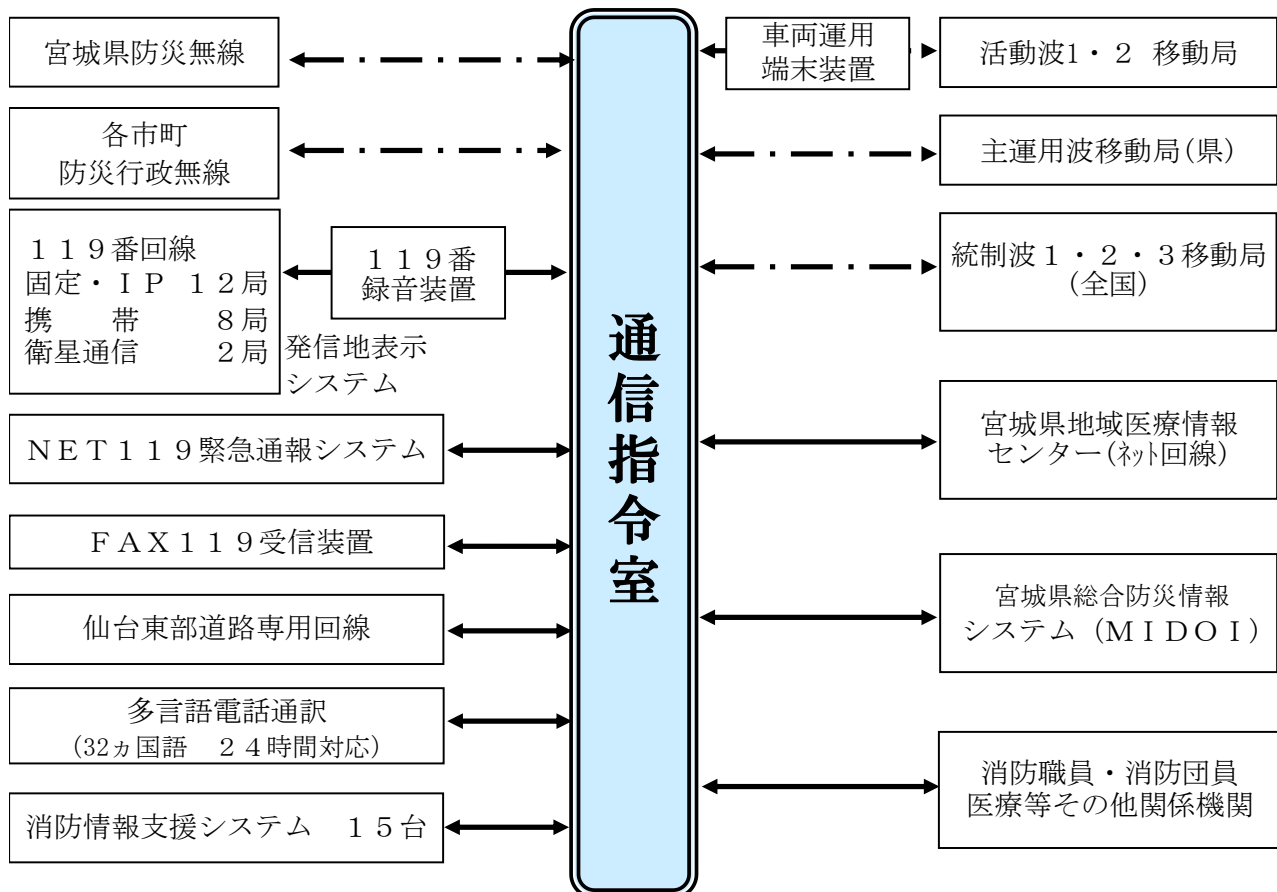 宮城県防災無線
各市町
防災行政無線
１１９番回線
固定・ＩＰ １２局
携　　帯　　８局
衛星通信　　２局
発信地表示
システム
１１９番
録音装置
ＮＥＴ１１９緊急通報システム
ＦＡＸ１１９受信装置
仙台東部道路専用回線
多言語電話通訳
(32ヵ国語　２４時間対応)
消防情報支援システム　１５台
通信指令室
車両運用
端末装置
活動波1・２ 移動局
主運用波移動局(県)
統制波１・２・３移動局
(全国)
宮城県地域医療情報
センター(ﾈｯﾄ回線)
宮城県総合防災情報
システム（ＭＩＤＯＩ）
消防職員・消防団員
医療等その他関係機関